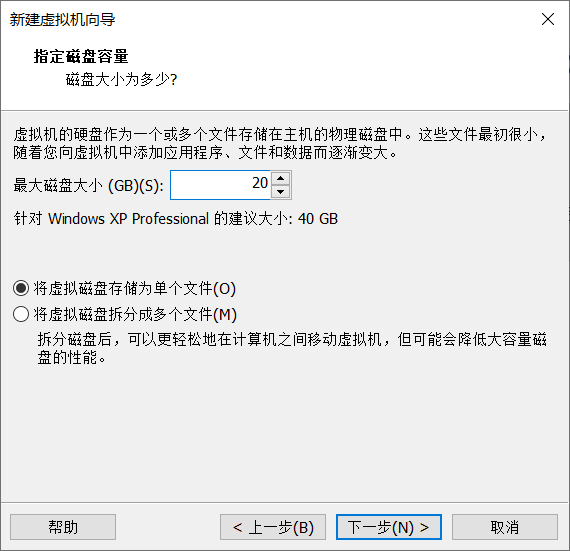 新建虚拟机向导
指定磁盘容量
磁盘大小为多少?
虚拟机的硬盘作为一个或多个文件存储在主机的物理磁盘中。这些文件最初很小，
随着您向虚拟机中添加应用程序、文件和数据而逐渐变大。
最大磁盘大小 (GB)(S): 20
针对 Windows XP Professional 的建议大小: 40 GB
将虚拟磁盘存储为单个文件(O)
将虚拟磁盘拆分成多个文件(M)
拆分磁盘后，可以更轻松地在计算机之间移动虚拟机，但可能会降低大容量磁
盘的性能。
帮助 < 上一步(B) 下一步(N) > 取消